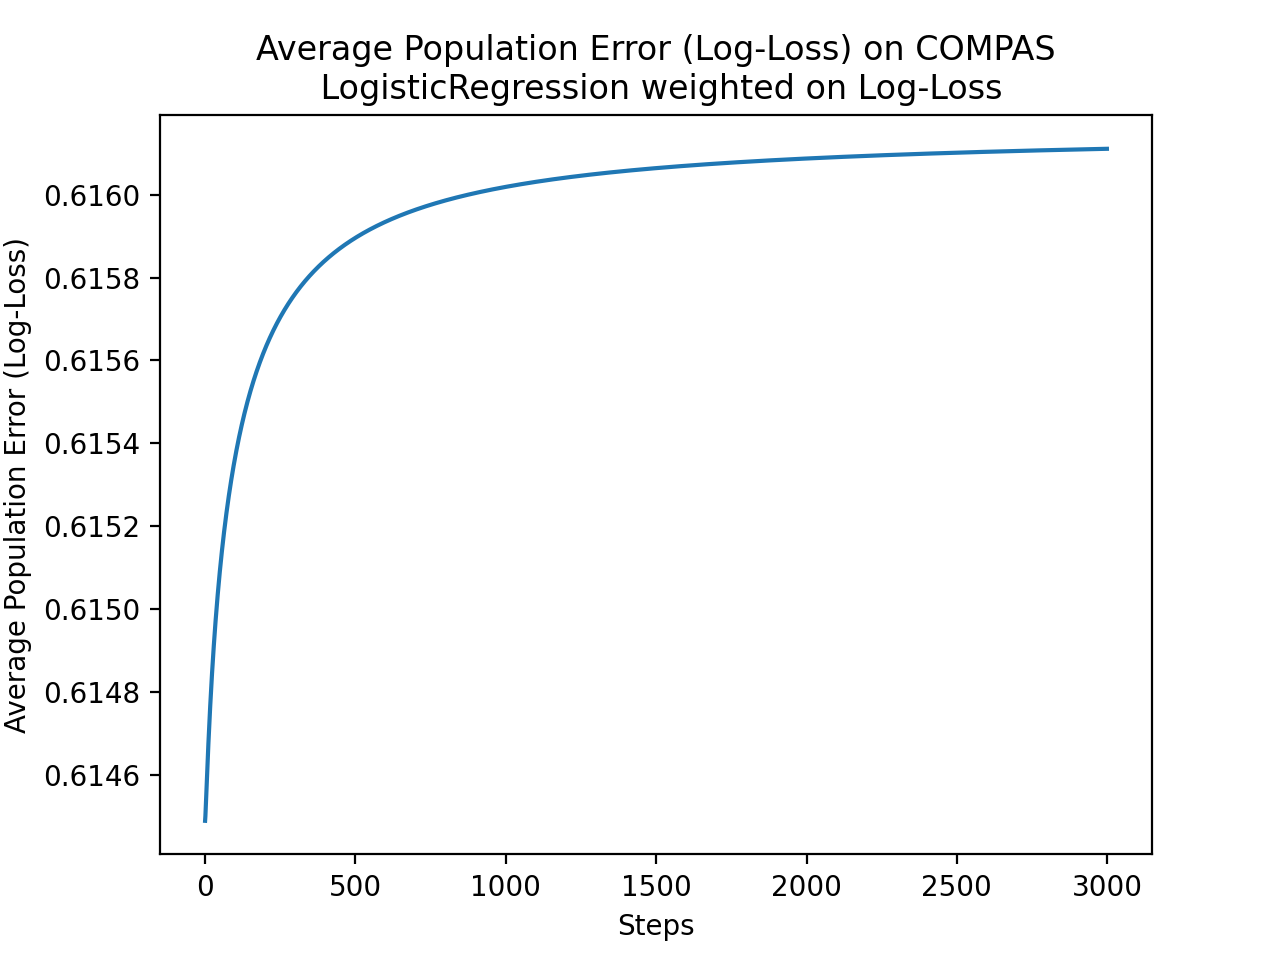 Average Population Error (Log-Loss) on COMPAS
LogisticRegression weighted on Log-Loss
Average Population Error (Log-Loss)
0.6160
0.6158
0.6156
0.6154
0.6152
0.6150
0.6148
0.6146
0 500 1000 1500 2000 2500 3000
Steps